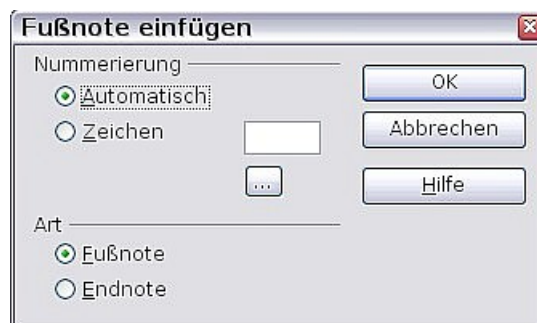 Fußnote einfügen
Nummerierung
Automatisch
Zeichen
...
Art
Fußnote
Endnote
OK
Abbrechen
Hilfe